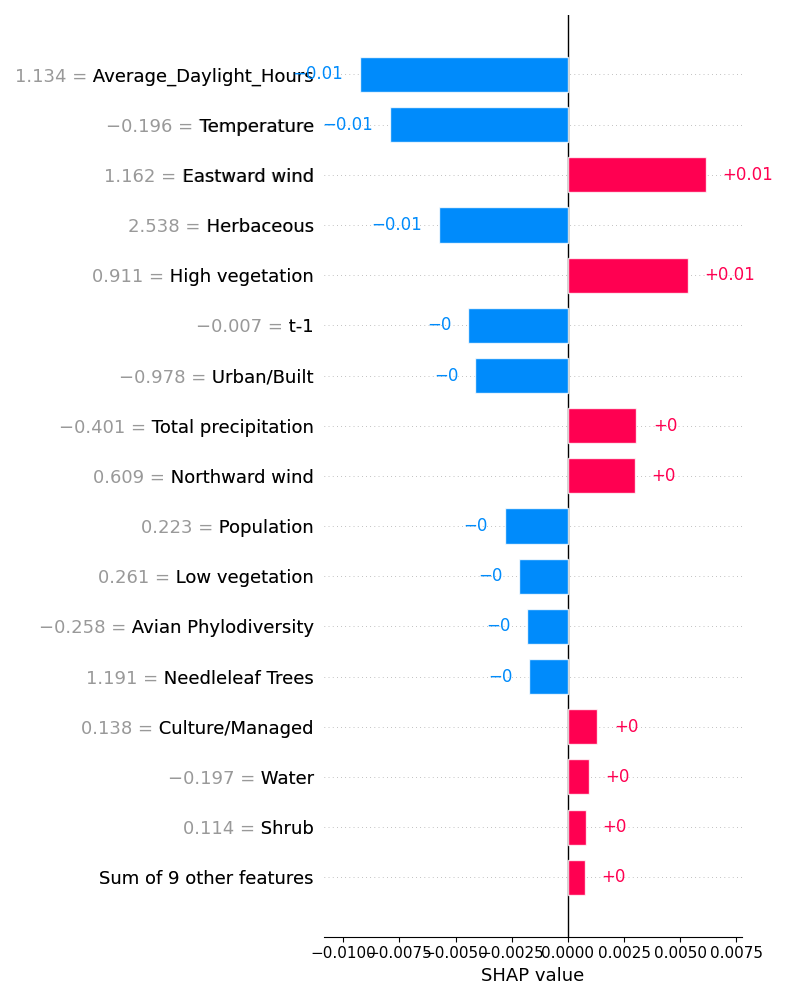 1.134 = Average_Daylight_Hours −0.01
−0.196 = Temperature −0.01
1.162 = Eastward wind +0.01
2.538 = Herbaceous −0.01
0.911 = High vegetation +0.01
−0.007 = t-1 −0
−0.978 = Urban/Built −0
−0.401 = Total precipitation +0
0.609 = Northward wind +0
0.223 = Population −0
0.261 = Low vegetation −0
−0.258 = Avian Phylodiversity −0
1.191 = Needleleaf Trees −0
0.138 = Culture/Managed +0
−0.197 = Water +0
0.114 = Shrub +0
Sum of 9 other features +0
−0.0100 −0.0075 −0.0050 −0.0025 0.0000 0.0025 0.0050 0.0075
SHAP value